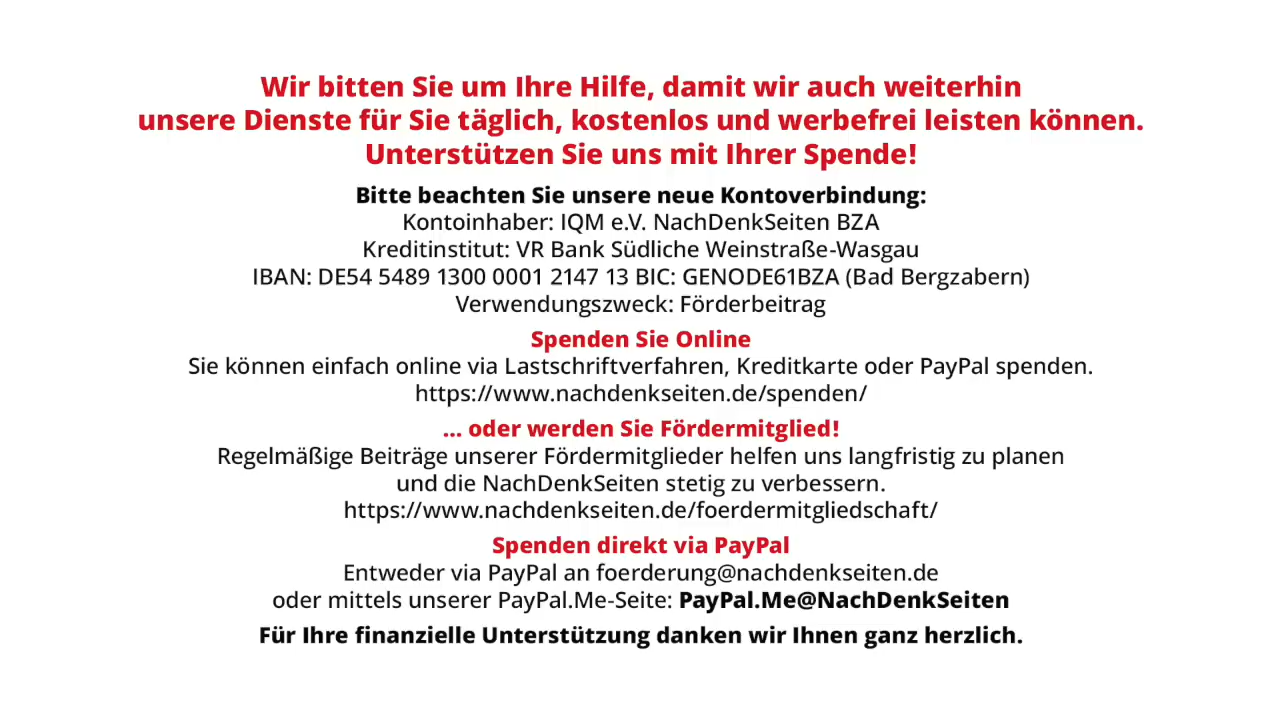 Wir bitten Sie um Ihre Hilfe, damit wir auch weiterhin
unsere Dienste für Sie täglich, kostenlos und werbefrei leisten können.
Unterstützen Sie uns mit Ihrer Spende!
Bitte beachten Sie unsere neue Kontoverbindung:
Kontoinhaber: IQM e.V. NachDenkSeiten BZA
Kreditinstitut: VR Bank Südliche Weinstraße-Wasgau
IBAN: DE54 5489 1300 0001 2147 13 BIC: GENODE61BZA (Bad Bergzabern)
Verwendungszweck: Förderbeitrag
Spenden Sie Online
Sie können einfach online via Lastschriftverfahren, Kreditkarte oder PayPal spenden.
https://www.nachdenkseiten.de/spenden/
... oder werden Sie Fördermitglied!
Regelmäßige Beiträge unserer Fördermitglieder helfen uns langfristig zu planen
und die NachDenkSeiten stetig zu verbessern.
https://www.nachdenkseiten.de/foerdermitgliedschaft/
Spenden direkt via PayPal
Entweder via PayPal an foerderung@nachdenkseiten.de
oder mittels unserer PayPal.Me-Seite: PayPal.Me@NachDenkSeiten
Für Ihre finanzielle Unterstützung danken wir Ihnen ganz herzlich.